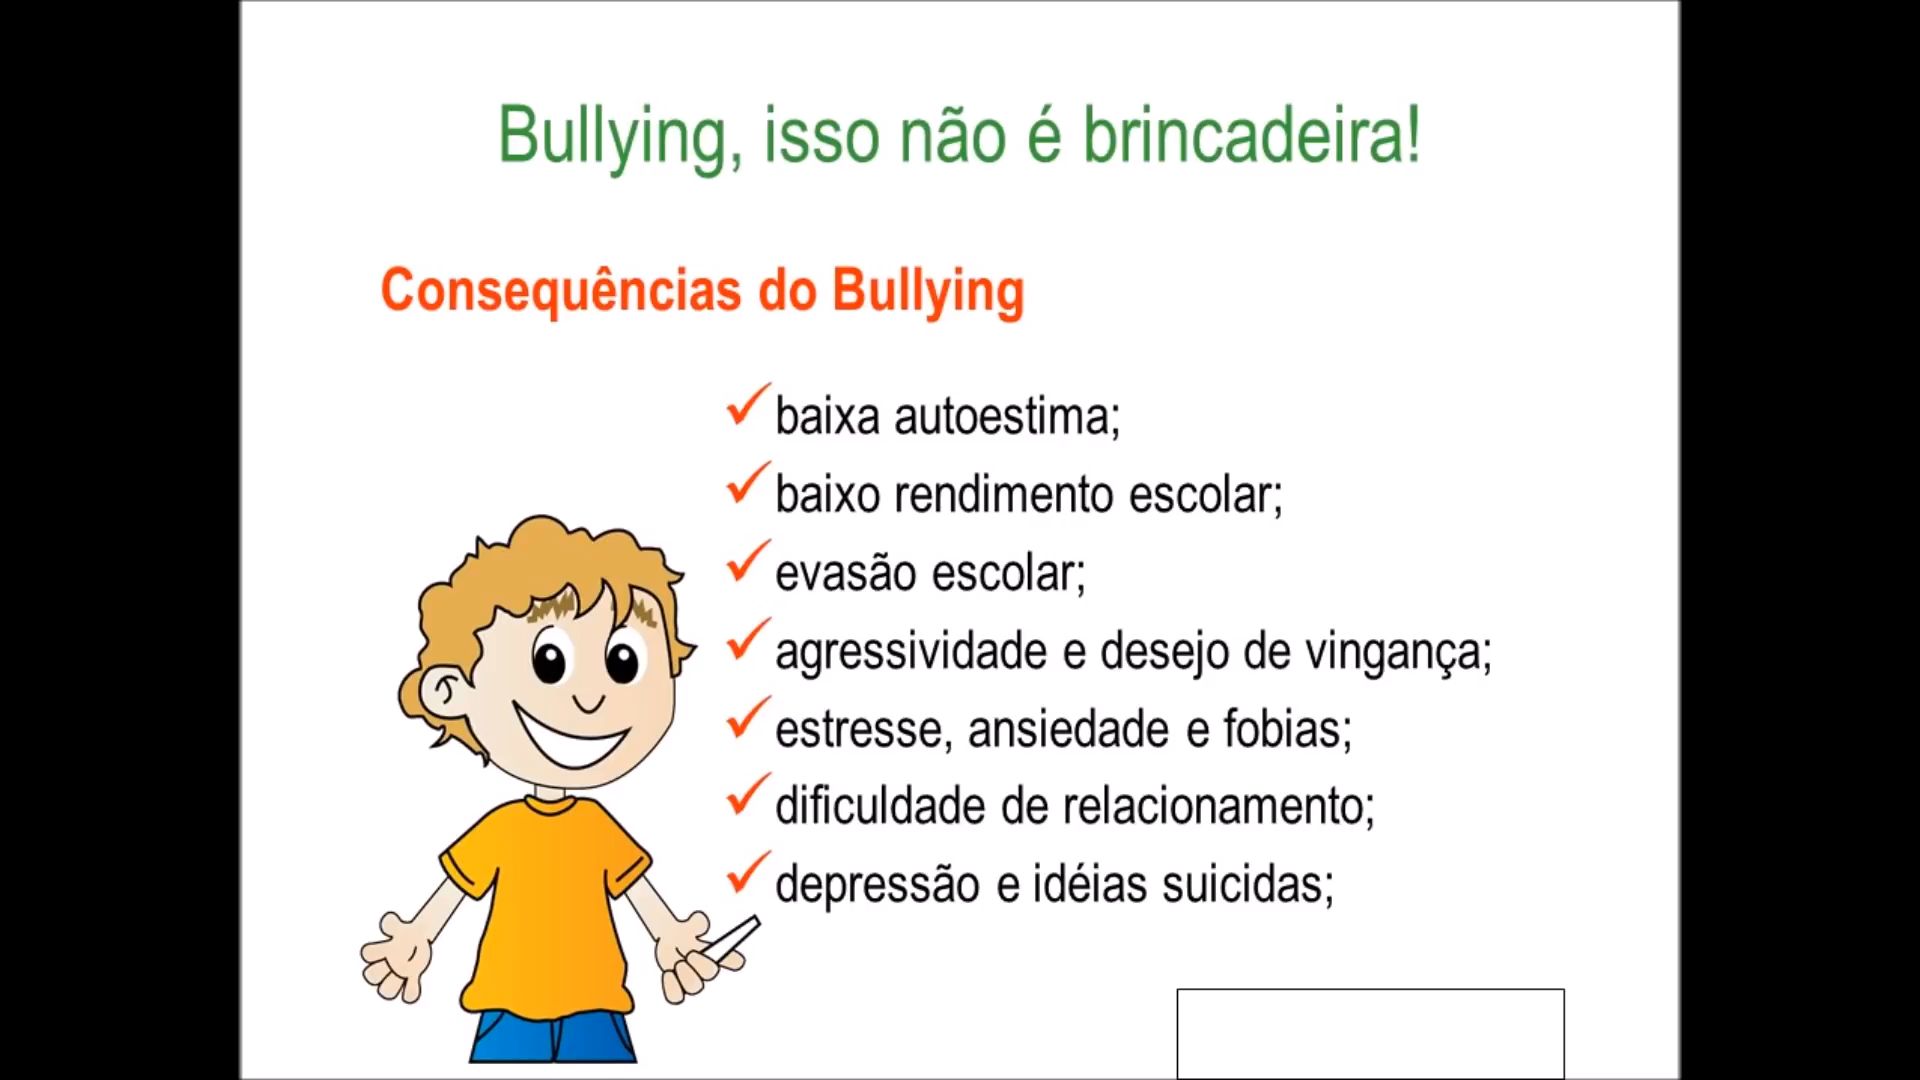 Bullying, isso não é brincadeira!
Consequências do Bullying
baixa autoestima;
baixo rendimento escolar;
evasão escolar;
agressividade e desejo de vingança;
estresse, ansiedade e fobias;
dificuldade de relacionamento;
depressão e idéias suicidas;